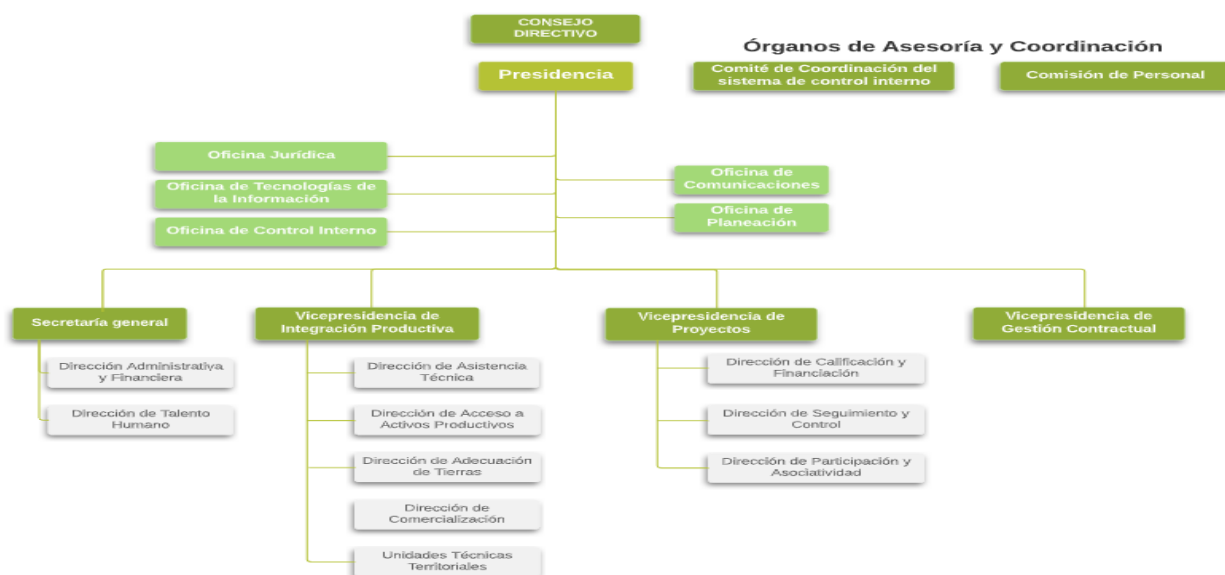 CONSEJO
DIRECTIVO
Órganos de Asesoría y Coordinación
Presidencia
Comité de Coordinación del
sistema de control interno
Comisión de Personal
Oficina Jurídica
Oficina de Tecnologías de
la Información
Oficina de Control Interno
Oficina de
Comunicaciones
Oficina de
Planeación
Secretaría general
Dirección Administrativa
y Financiera
Dirección de Talento
Humano
Vicepresidencia de
Integración Productiva
Dirección de Asistencia
Técnica
Dirección de Acceso a
Activos Productivos
Dirección de Adecuación
de Tierras
Dirección de
Comercialización
Unidades Técnicas
Territoriales
Vicepresidencia de
Proyectos
Dirección de Calificación y
Financiación
Dirección de Seguimiento y
Control
Dirección de Participación y
Asociatividad
Vicepresidencia de
Gestión Contractual